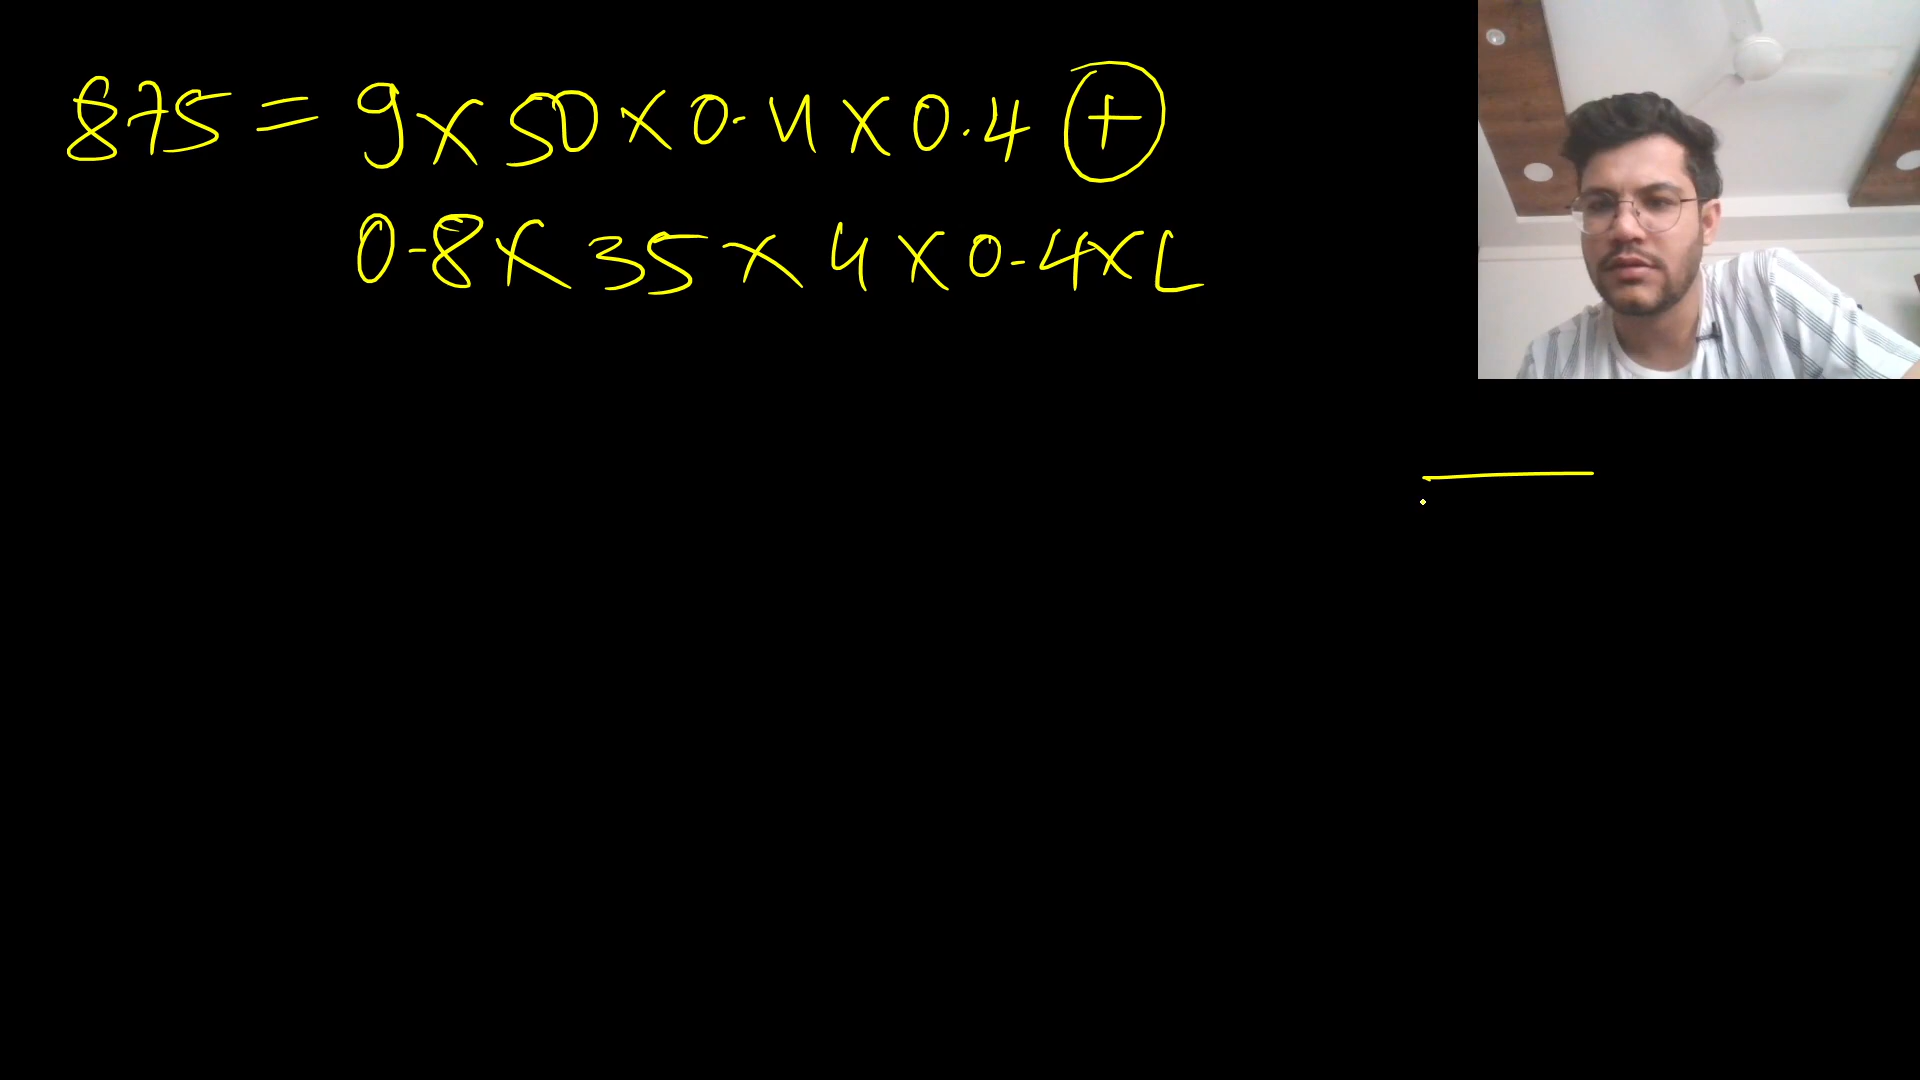 875 = 9 × 50 × 0.4 × 0.4 +
0.8 × 35 × 4 × 0.4 × L